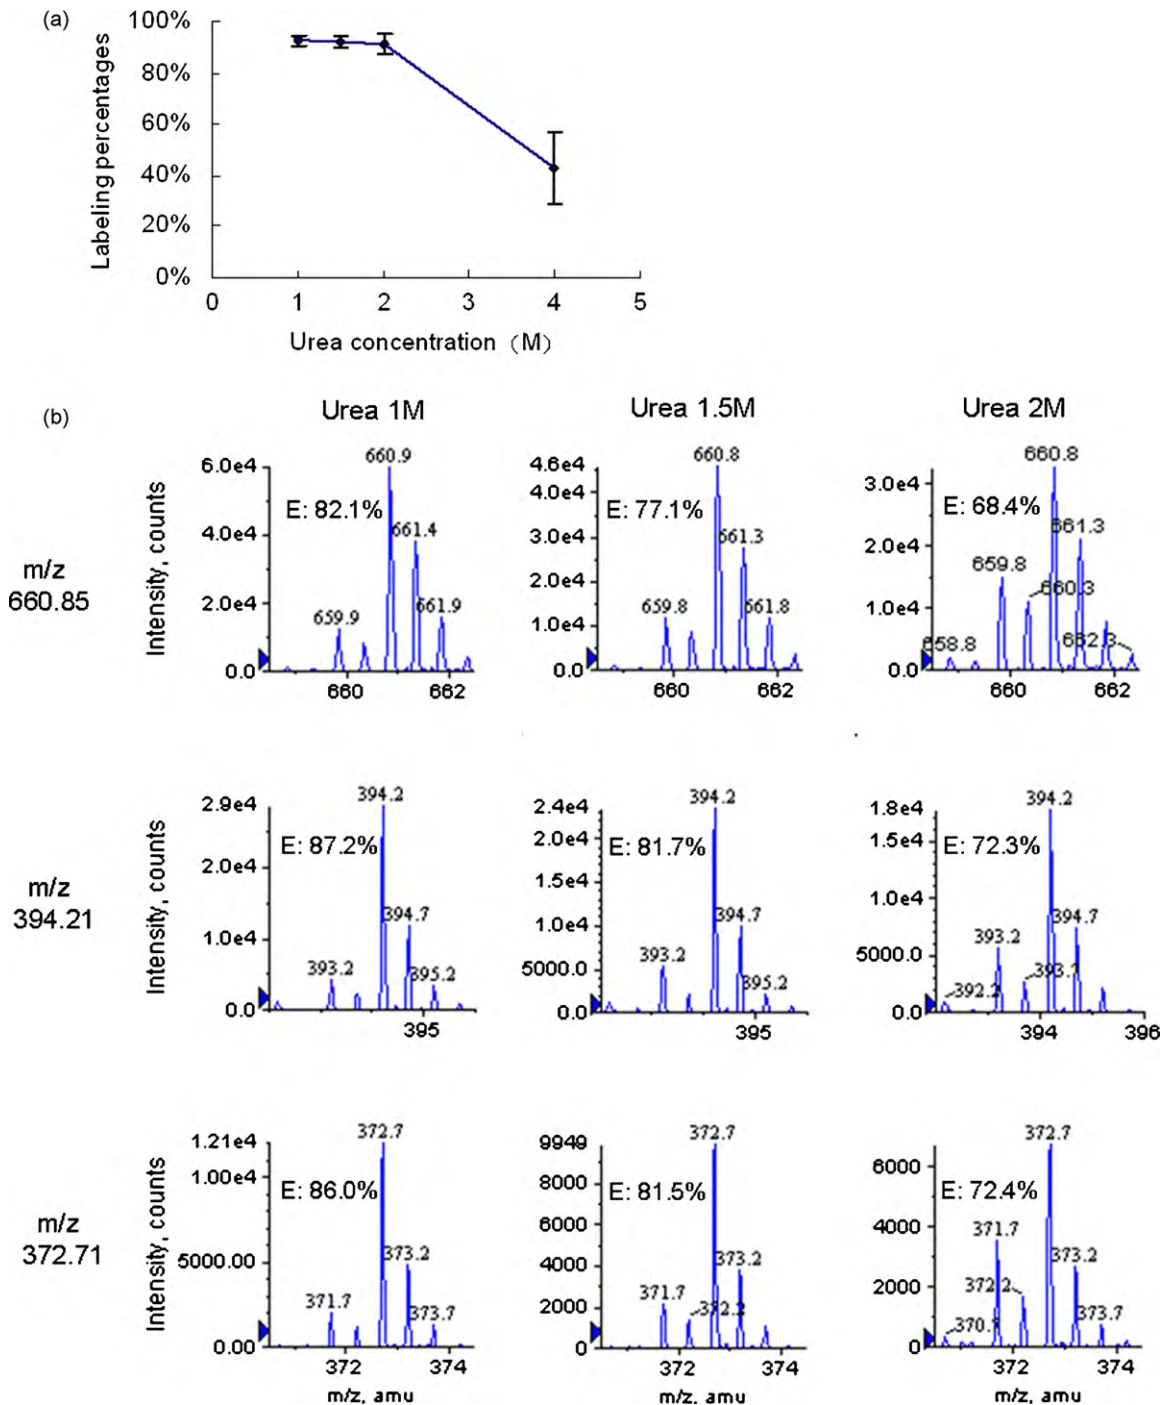 (a)
100%
80%
60%
40%
20%
0%
Labeling percentages
0 1 2 3 4 5
Urea concentration (M)
(b)
Urea 1M Urea 1.5M Urea 2M
m/z
660.85
Intensity, counts
6.0e4
4.0e4
2.0e4
0.0
E: 82.1%
660.9
661.4
659.9
661.9
660 662
4.6e4
4.0e4
3.0e4
2.0e4
1.0e4
0.0
E: 77.1%
660.8
661.3
659.8
661.8
660 662
3.0e4
2.0e4
1.0e4
0.0
E: 68.4%
660.8
661.3
659.8
660.3
658.8
662.3
660 662
m/z
394.21
Intensity, counts
2.9e4
2.0e4
1.0e4
0.0
E: 87.2%
394.2
394.7
393.2
395.2
395
2.4e4
2.0e4
1.5e4
1.0e4
5000.0
0.0
E: 81.7%
394.2
394.7
393.2
395.2
395
1.8e4
1.5e4
1.0e4
5000.0
0.0
E: 72.3%
394.2
394.7
393.2
393.7
392.2
394 396
m/z
372.71
Intensity, counts
1.21e4
1.00e4
5000.00
0.00
E: 86.0%
372.7
373.2
371.7
373.7
372 374
m/z, amu
9949
8000
6000
4000
2000
0
E: 81.5%
372.7
373.2
371.7
372.2
372 374
m/z, amu
6000
4000
2000
0
E: 72.4%
372.7
371.7
373.2
372.2
373.7
372 374
m/z, amu